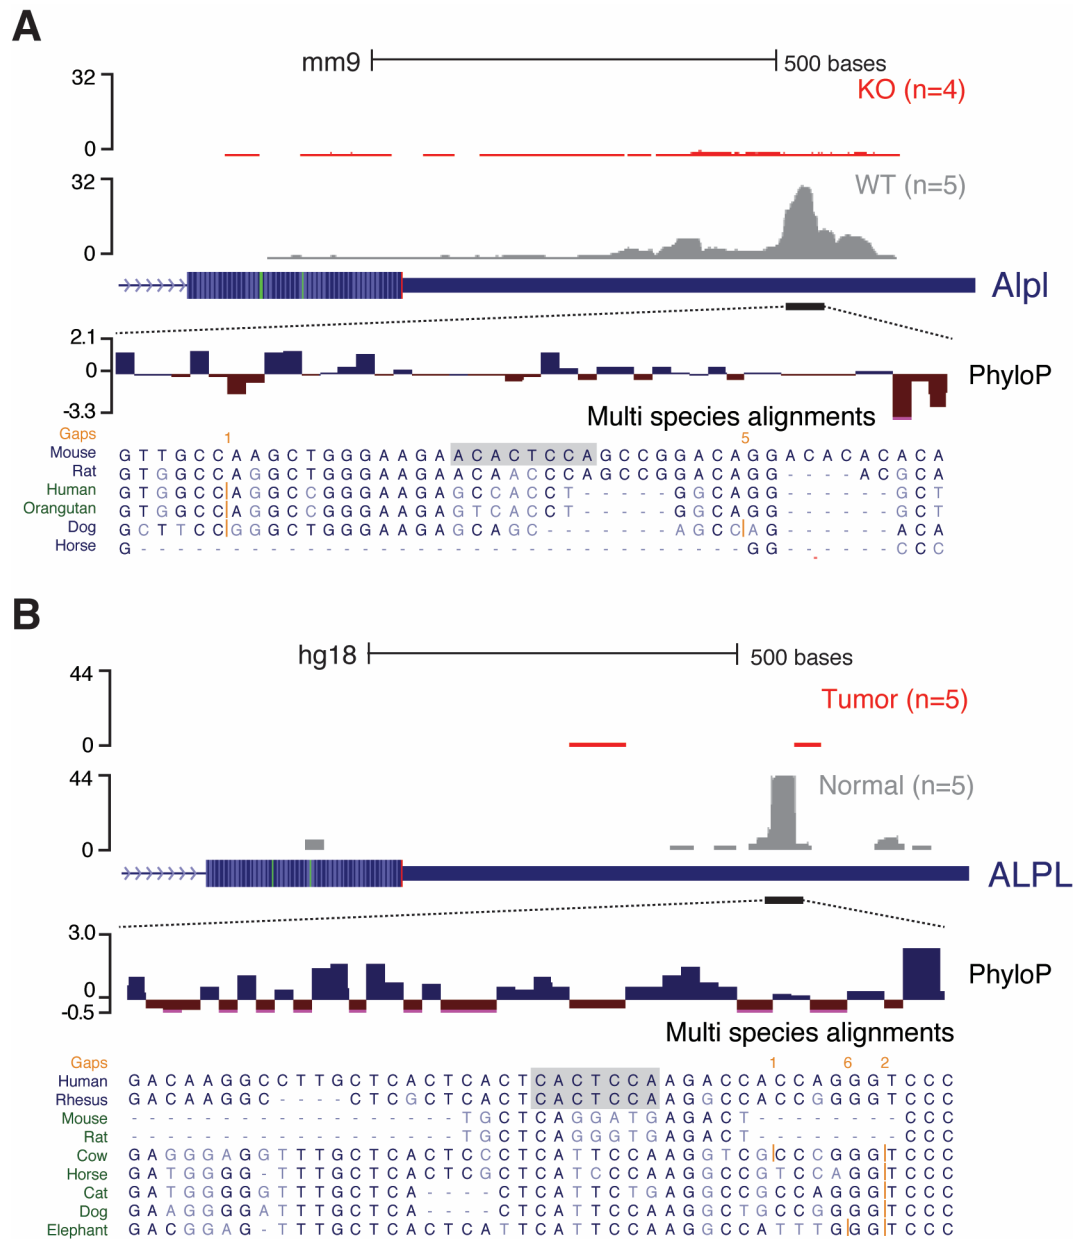 A
mm9 500 bases
32
KO (n=4)
0
32
WT (n=5)
0
Alpl
2.1
0
PhyloP
-3.3
Multi species alignments
Gaps 1 5
Mouse G T T G C C A A G C T G G G A A G A A C A C T C C A G C C G G A C A G G A C A C A C A C A
Rat G T G G C C A G G C T G G G A A G A A C A A C C C A G C C G G A C A G G - - - - A C G C A
Human G T G G C C A G G C C G G G A A G A G C C A C C T - - - - - G G C A G G - - - - - - G C T
Orangutan G T G G C C A G G C C G G G A A G A G T C A C C T - - - - - G G C A G G - - - - - - G C T
Dog G C T T C C G G G C T G G G A A G A G C A G C - - - - - - - A G C C A G - - - - - - A C A
Horse G - - - - - - - - - - - - - - - - - - - - - - - - - - - - - - - - - G G - - - - - - C C C
B
hg18 500 bases
44
Tumor (n=5)
0
44
Normal (n=5)
0
ALPL
3.0
0
PhyloP
-0.5
Multi species alignments
Gaps 1 6 2
Human G A C A A G G C C T T G C T C A C T C A C T C A C T C C A A G A C C A C C A G G G T C C C
Rhesus G A C A A G G C - - - - C T C G C T C A C T C A C T C C A A G G C C A C C G G G G T C C C
Mouse - - - - - - - - - - - - - - - - - - T G C T C A G G A T G A G A C T - - - - - - - - C C C
Rat - - - - - - - - - - - - - - - - - - T G C T C A G G G T G A G A C T - - - - - - - - C C C
Cow G A G G G A G G T T T G C T C A C T C C C T C A T T C C A A G G T C G C C C G G G T C C C
Horse G A T G G G G - T T T G C T C A C T C G C T C A T C C C A A G G C C G T C C A G G T C C C
Cat G A T G G G G G T T T G C T C A - - - - C T C A T T C T G A G G C C G C C A G G G T C C C
Dog G A A G G G G A T T T G C T C A - - - - C T C A T T C C A A G G C T G C C G G G G T C C C
Elephant G A C G G A G - T T T G C T C A C T C A T T C A T T C C A A G G C C A T T T G G G T C C C